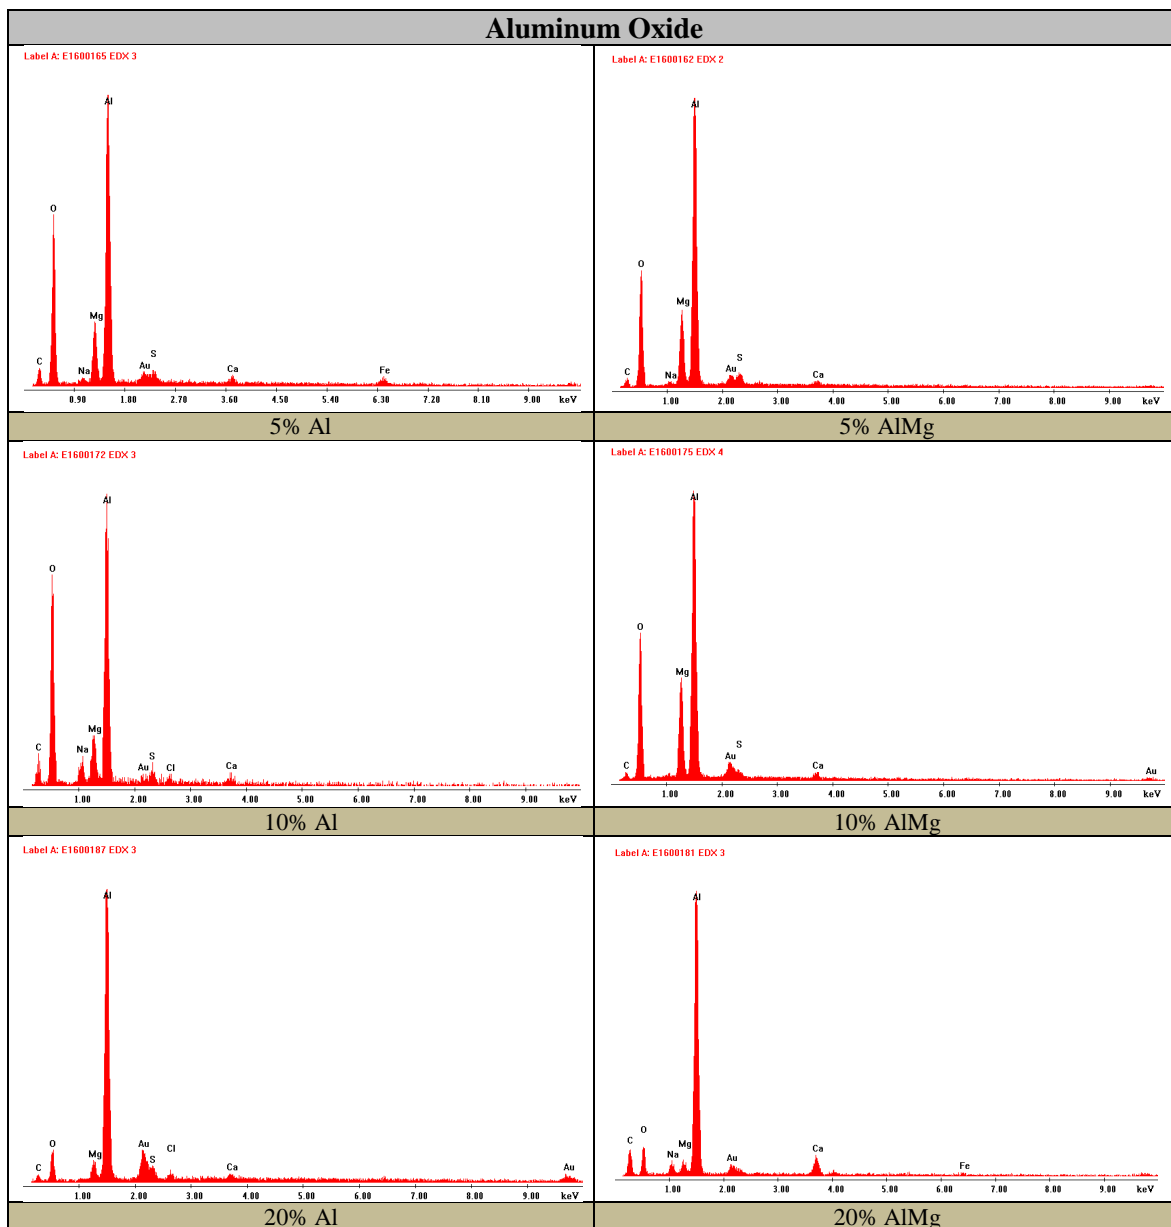 Aluminum Oxide
Label A: E1600165 EDX 3
Al
O
Mg
C
Na
Au
S
Ca
Fe
0.90 1.80 2.70 3.60 4.50 5.40 6.30 7.20 8.10 9.00 keV
5% Al
Label A: E1600162 EDX 2
Al
O
Mg
C
Na
Au
S
Ca
1.00 2.00 3.00 4.00 5.00 6.00 7.00 8.00 9.00 keV
5% AlMg
Label A: E1600172 EDX 3
Al
O
Mg
C
Na
Au
S
Cl
Ca
1.00 2.00 3.00 4.00 5.00 6.00 7.00 8.00 9.00 keV
10% Al
Label A: E1600175 EDX 4
Al
O
Mg
C
Au
S
Ca
Au
1.00 2.00 3.00 4.00 5.00 6.00 7.00 8.00 9.00 keV
10% AlMg
Label A: E1600187 EDX 3
Al
O
C
Mg
Au
S
Cl
Ca
Au
1.00 2.00 3.00 4.00 5.00 6.00 7.00 8.00 9.00 keV
20% Al
Label A: E1600181 EDX 3
Al
C
O
Na
Mg
Au
Ca
Fe
1.00 2.00 3.00 4.00 5.00 6.00 7.00 8.00 9.00 keV
20% AlMg